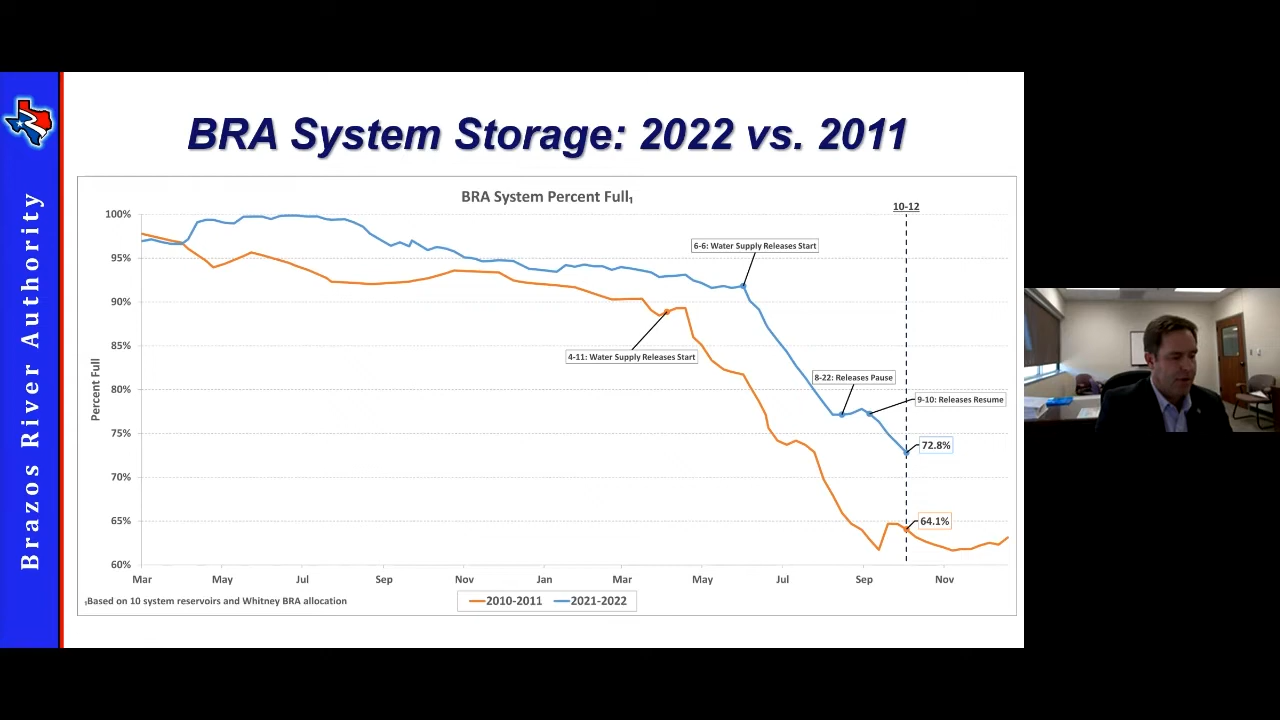 Brazos River Authority
BRA System Storage: 2022 vs. 2011
BRA System Percent Full₁
10-12
100%
95%
90%
85%
80%
75%
70%
65%
60%
Percent Full
6-6: Water Supply Releases Start
4-11: Water Supply Releases Start
8-22: Releases Pause
9-10: Releases Resume
72.8%
64.1%
Mar May Jul Sep Nov Jan Mar May Jul Sep Nov
₁Based on 10 system reservoirs and Whitney BRA allocation
2010-2011 2021-2022